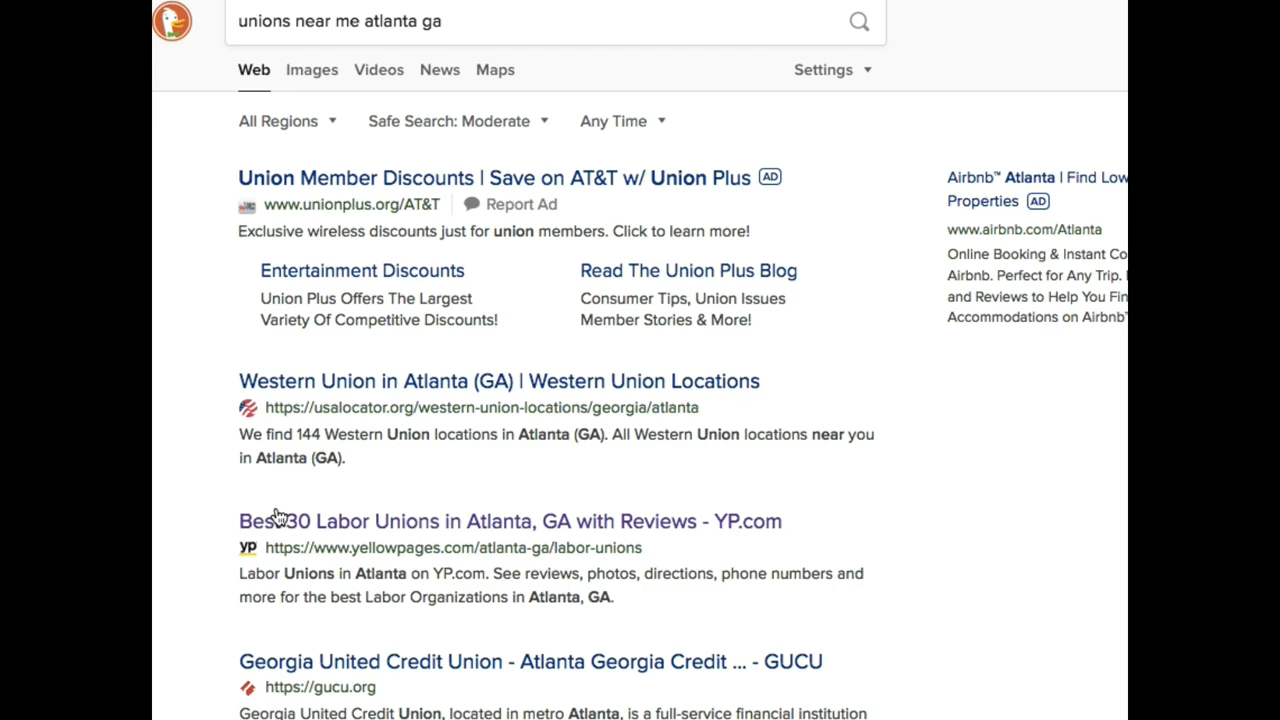 unions near me atlanta ga
Web Images Videos News Maps Settings
All Regions Safe Search: Moderate Any Time
Union Member Discounts | Save on AT&T w/ Union Plus AD
www.unionplus.org/AT&T Report Ad
Exclusive wireless discounts just for union members. Click to learn more!
Entertainment Discounts
Union Plus Offers The Largest
Variety Of Competitive Discounts!
Read The Union Plus Blog
Consumer Tips, Union Issues
Member Stories & More!
Western Union in Atlanta (GA) | Western Union Locations
https://usalocator.org/western-union-locations/georgia/atlanta
We find 144 Western Union locations in Atlanta (GA). All Western Union locations near you
in Atlanta (GA).
Best 30 Labor Unions in Atlanta, GA with Reviews - YP.com
yp https://www.yellowpages.com/atlanta-ga/labor-unions
Labor Unions in Atlanta on YP.com. See reviews, photos, directions, phone numbers and
more for the best Labor Organizations in Atlanta, GA.
Georgia United Credit Union - Atlanta Georgia Credit ... - GUCU
https://gucu.org
Georgia United Credit Union, located in metro Atlanta, is a full-service financial institution
Airbnb™ Atlanta | Find Low
Properties AD
www.airbnb.com/Atlanta
Online Booking & Instant Co
Airbnb. Perfect for Any Trip.
and Reviews to Help You Fin
Accommodations on Airbnb™